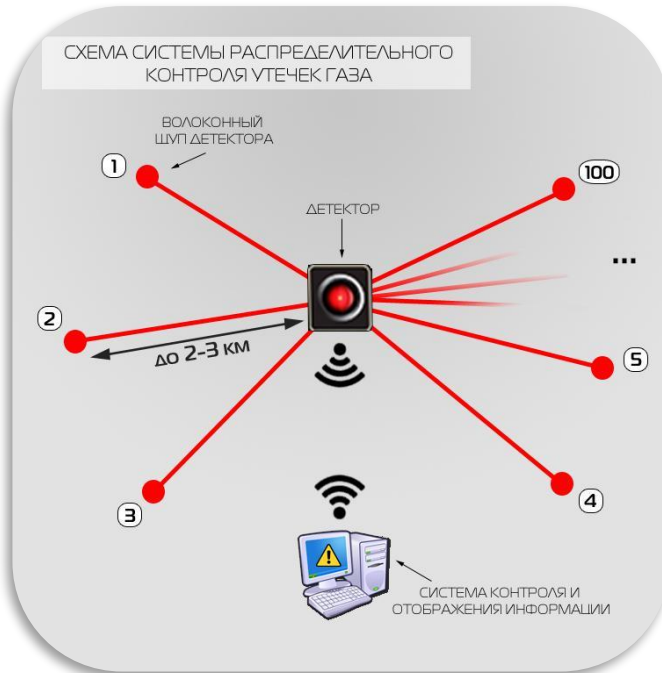 СХЕМА СИСТЕМЫ РАСПРЕДЕЛИТЕЛЬНОГО
КОНТРОЛЯ УТЕЧЕК ГАЗА
ВОЛОКОННЫЙ
ЩУП ДЕТЕКТОРА
1
100
ДЕТЕКТОР
...
2
ДО 2-3 КМ
5
3
4
СИСТЕМА КОНТРОЛЯ И
ОТОБРАЖЕНИЯ ИНФОРМАЦИИ